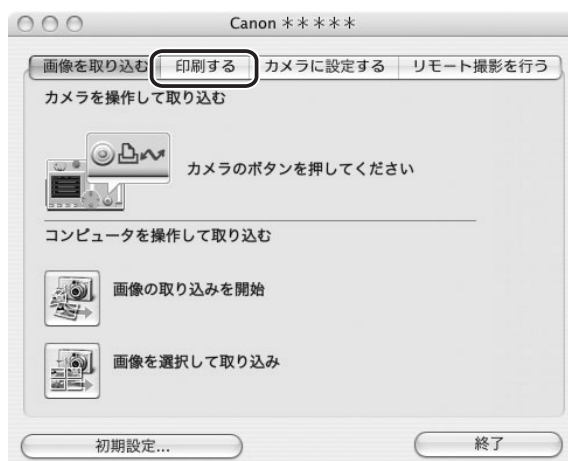 Canon ＊＊＊＊＊
画像を取り込む 印刷する カメラに設定する リモート撮影を行う
カメラを操作して取り込む
カメラのボタンを押してください
コンピュータを操作して取り込む
画像の取り込みを開始
画像を選択して取り込み
初期設定... 終了